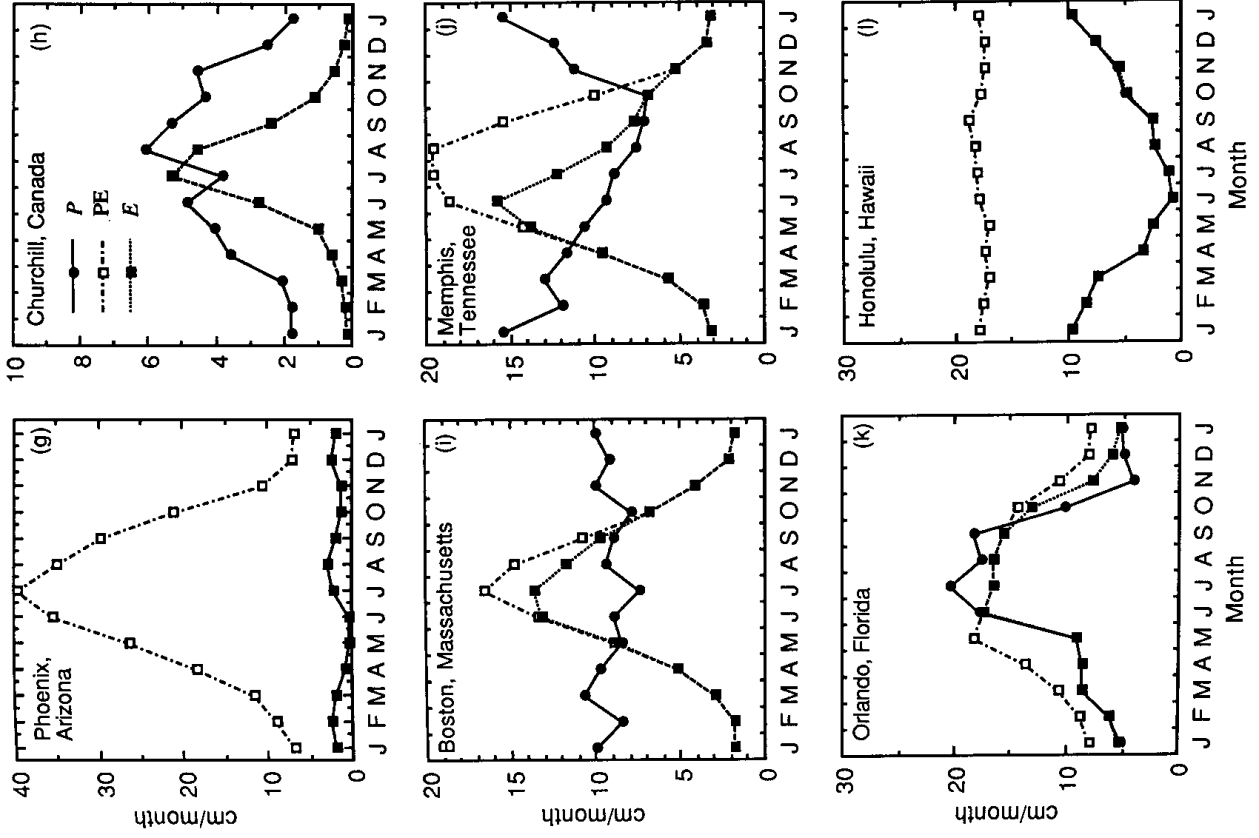 (g)
Phoenix,
Arizona
40
30
20
10
0
cm/month
J F M A M J J A S O N D J
(h)
Churchill, Canada
P
PE
E
10
8
6
4
2
0
J F M A M J J A S O N D J
(i)
Boston, Massachusetts
20
15
10
5
0
cm/month
J F M A M J J A S O N D J
(j)
Memphis,
Tennessee
20
15
10
5
0
J F M A M J J A S O N D J
(k)
Orlando, Florida
30
20
10
0
cm/month
J F M A M J J A S O N D J
Month
(l)
Honolulu, Hawaii
30
20
10
0
J F M A M J J A S O N D J
Month